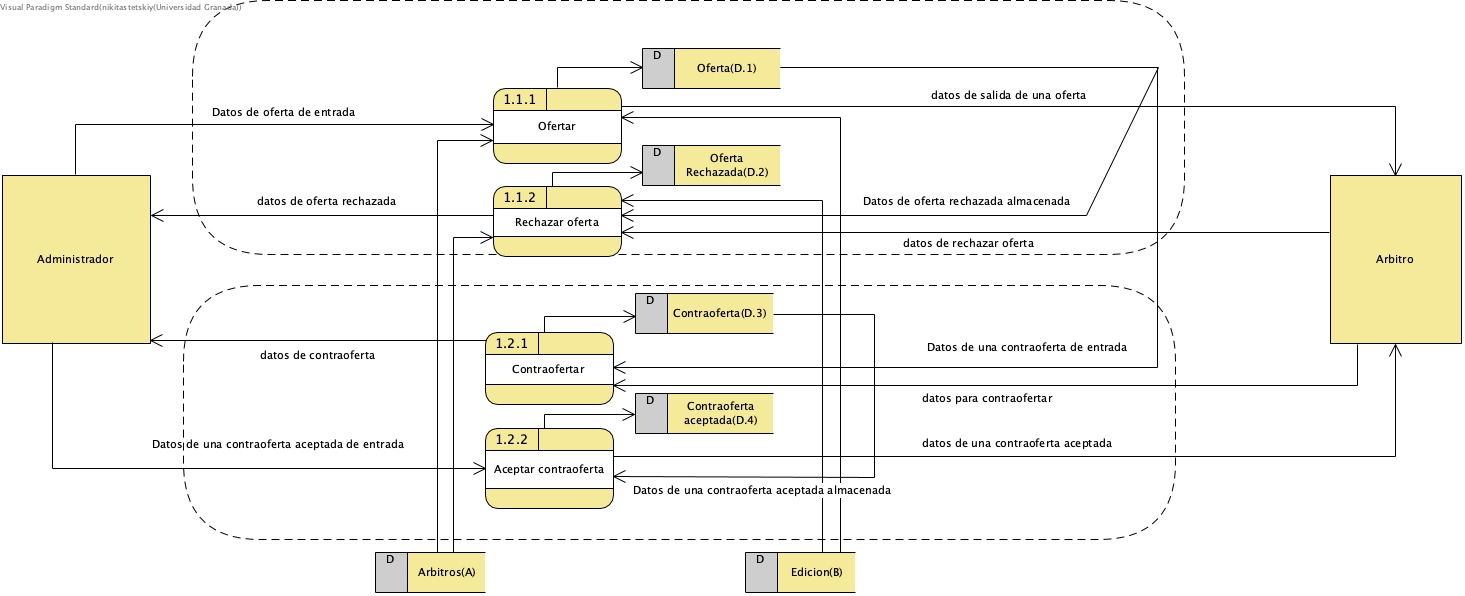 Visual Paradigm Standard(nikitastetskiy(Universidad Granada))
D
Oferta(D.1)
1.1.1
Ofertar
Datos de oferta de entrada
datos de salida de una oferta
D
Oferta
Rechazada(D.2)
1.1.2
Rechazar oferta
datos de oferta rechazada
Datos de oferta rechazada almacenada
datos de rechazar oferta
Administrador
Arbitro
D
Contraoferta(D.3)
1.2.1
Contraofertar
datos de contraoferta
Datos de una contraoferta de entrada
datos para contraofertar
D
Contraoferta
aceptada(D.4)
1.2.2
Aceptar contraoferta
Datos de una contraoferta aceptada de entrada
datos de una contraoferta aceptada
Datos de una contraoferta aceptada almacenada
D
Arbitros(A)
D
Edicion(B)